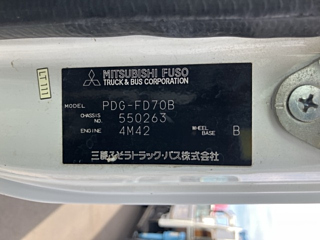 MITSUBISHI FUSO
TRUCK & BUS CORPORATION
MODEL PDG-FD70B
CHASSIS NO. 550263
ENGINE 4M42 WHEEL BASE B
三菱ふそうトラック・バス株式会社